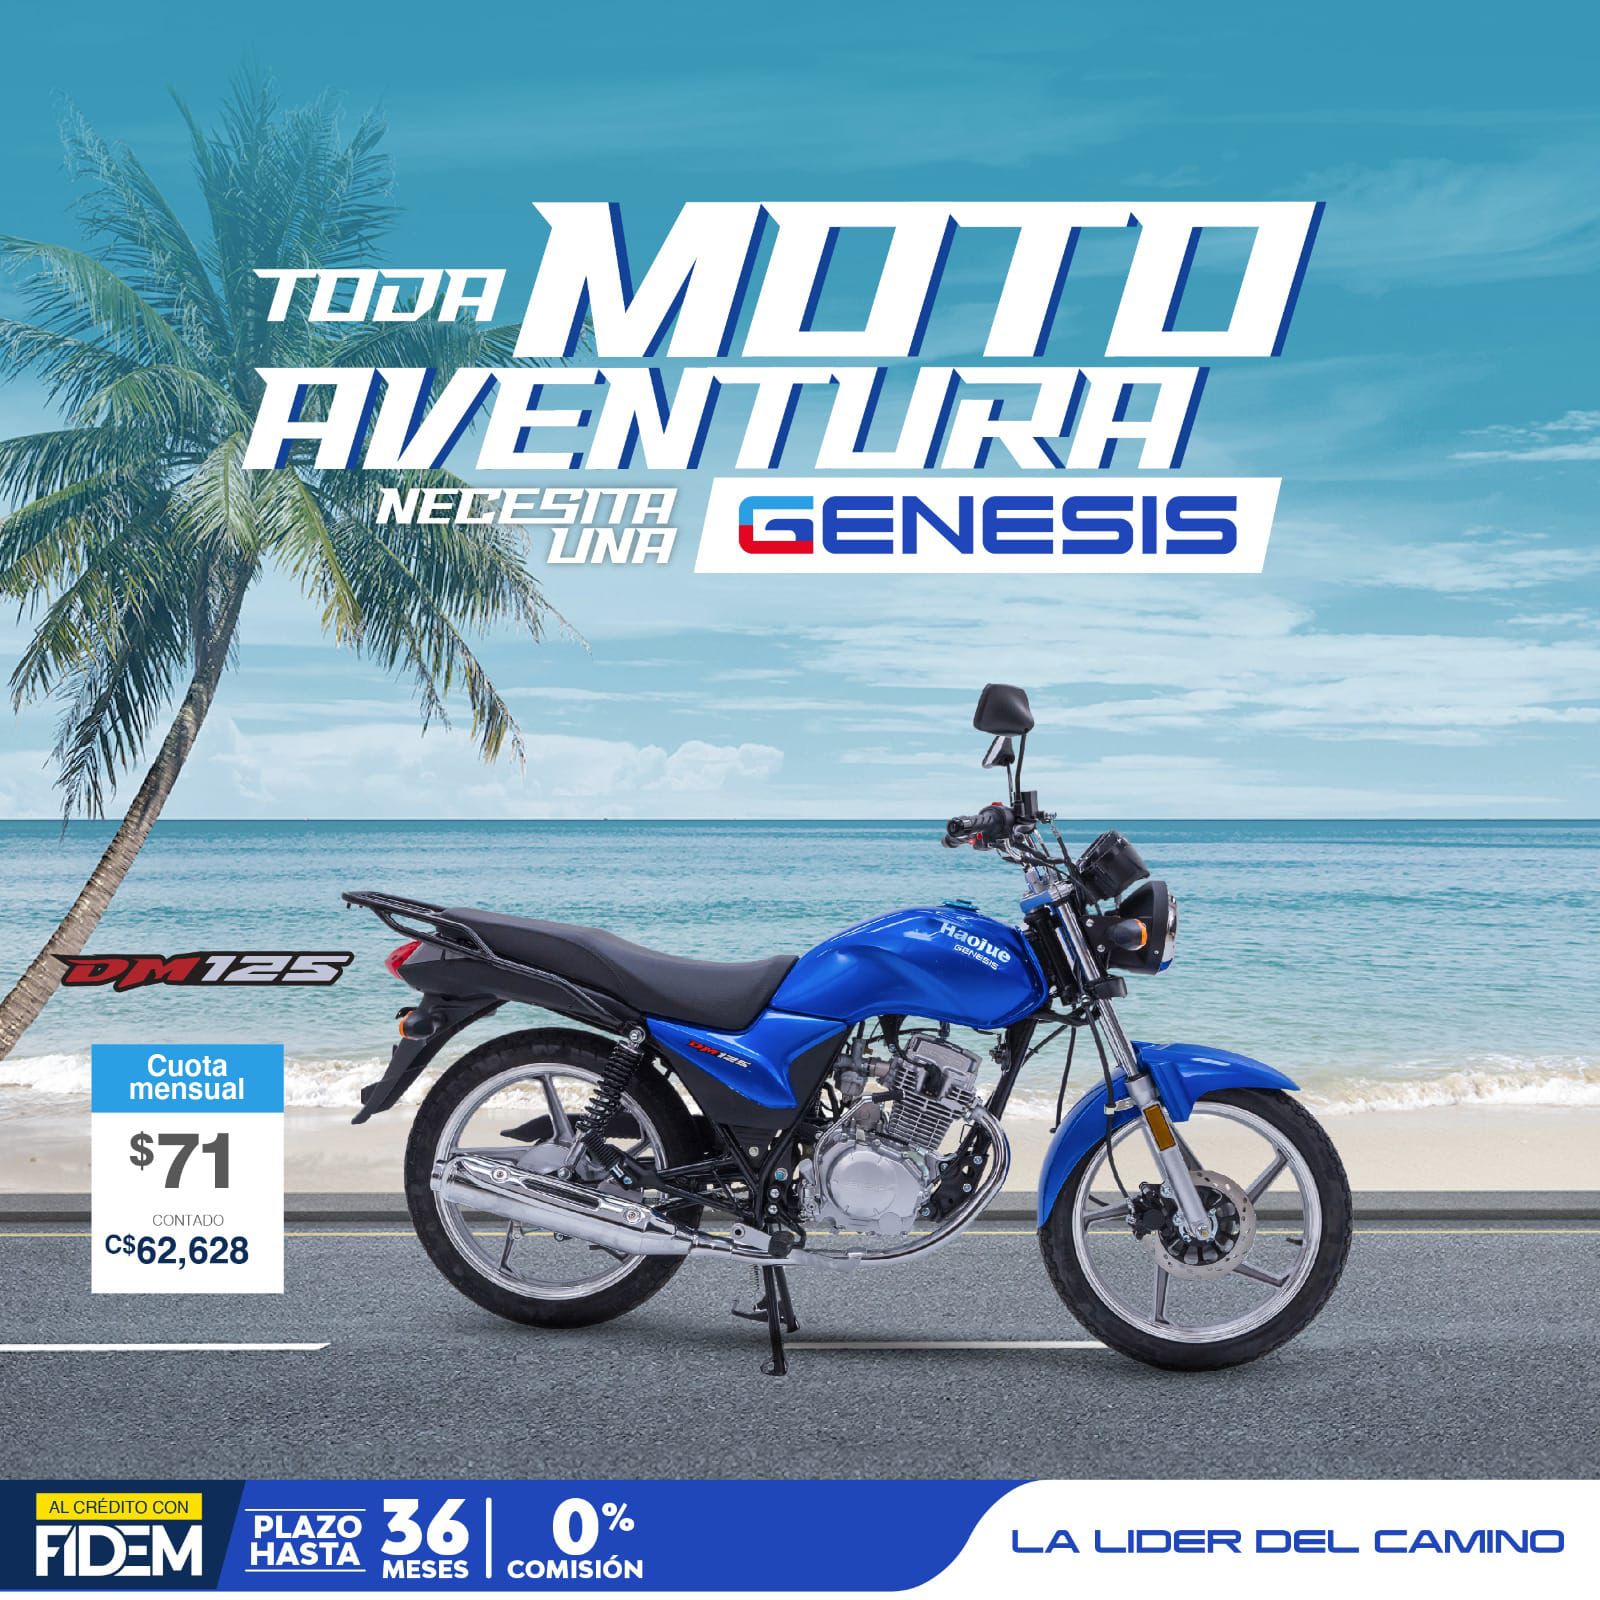 TODA MOTO
AVENTURA
NECESITA
UNA
GENESIS
Haojue
GENESIS
DM125
DM125
Cuota
mensual
$71
CONTADO
C$62,628
AL CRÉDITO CON
FIDEM
PLAZO
HASTA
36
MESES
0%
COMISIÓN
LA LIDER DEL CAMINO